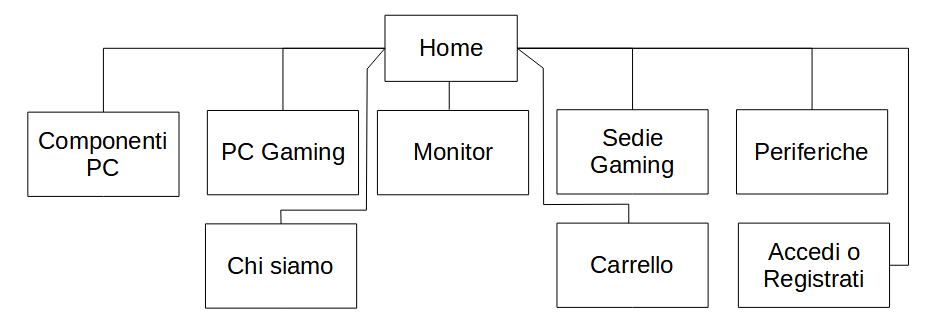 Home
Componenti
PC
PC Gaming
Monitor
Sedie
Gaming
Periferiche
Chi siamo
Carrello
Accedi o
Registrati